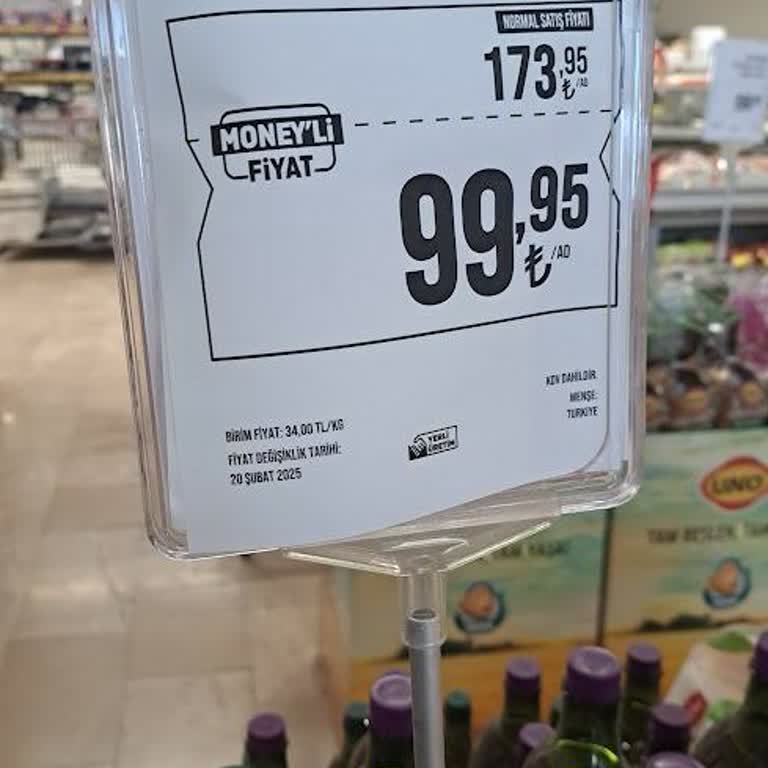 NORMAL SATIŞ FİYATI
173,95
₺/AD
MONEY'Lİ
FİYAT
99,95
₺/AD
KDV DAHİLDİR.
MENŞE:
TURKIYE
BİRİM FİYAT: 34,00 TL/KG
FİYAT DEĞİŞİKLİK TARİHİ:
20 ŞUBAT 2025
YERLİ
ÜRETİM
UNO